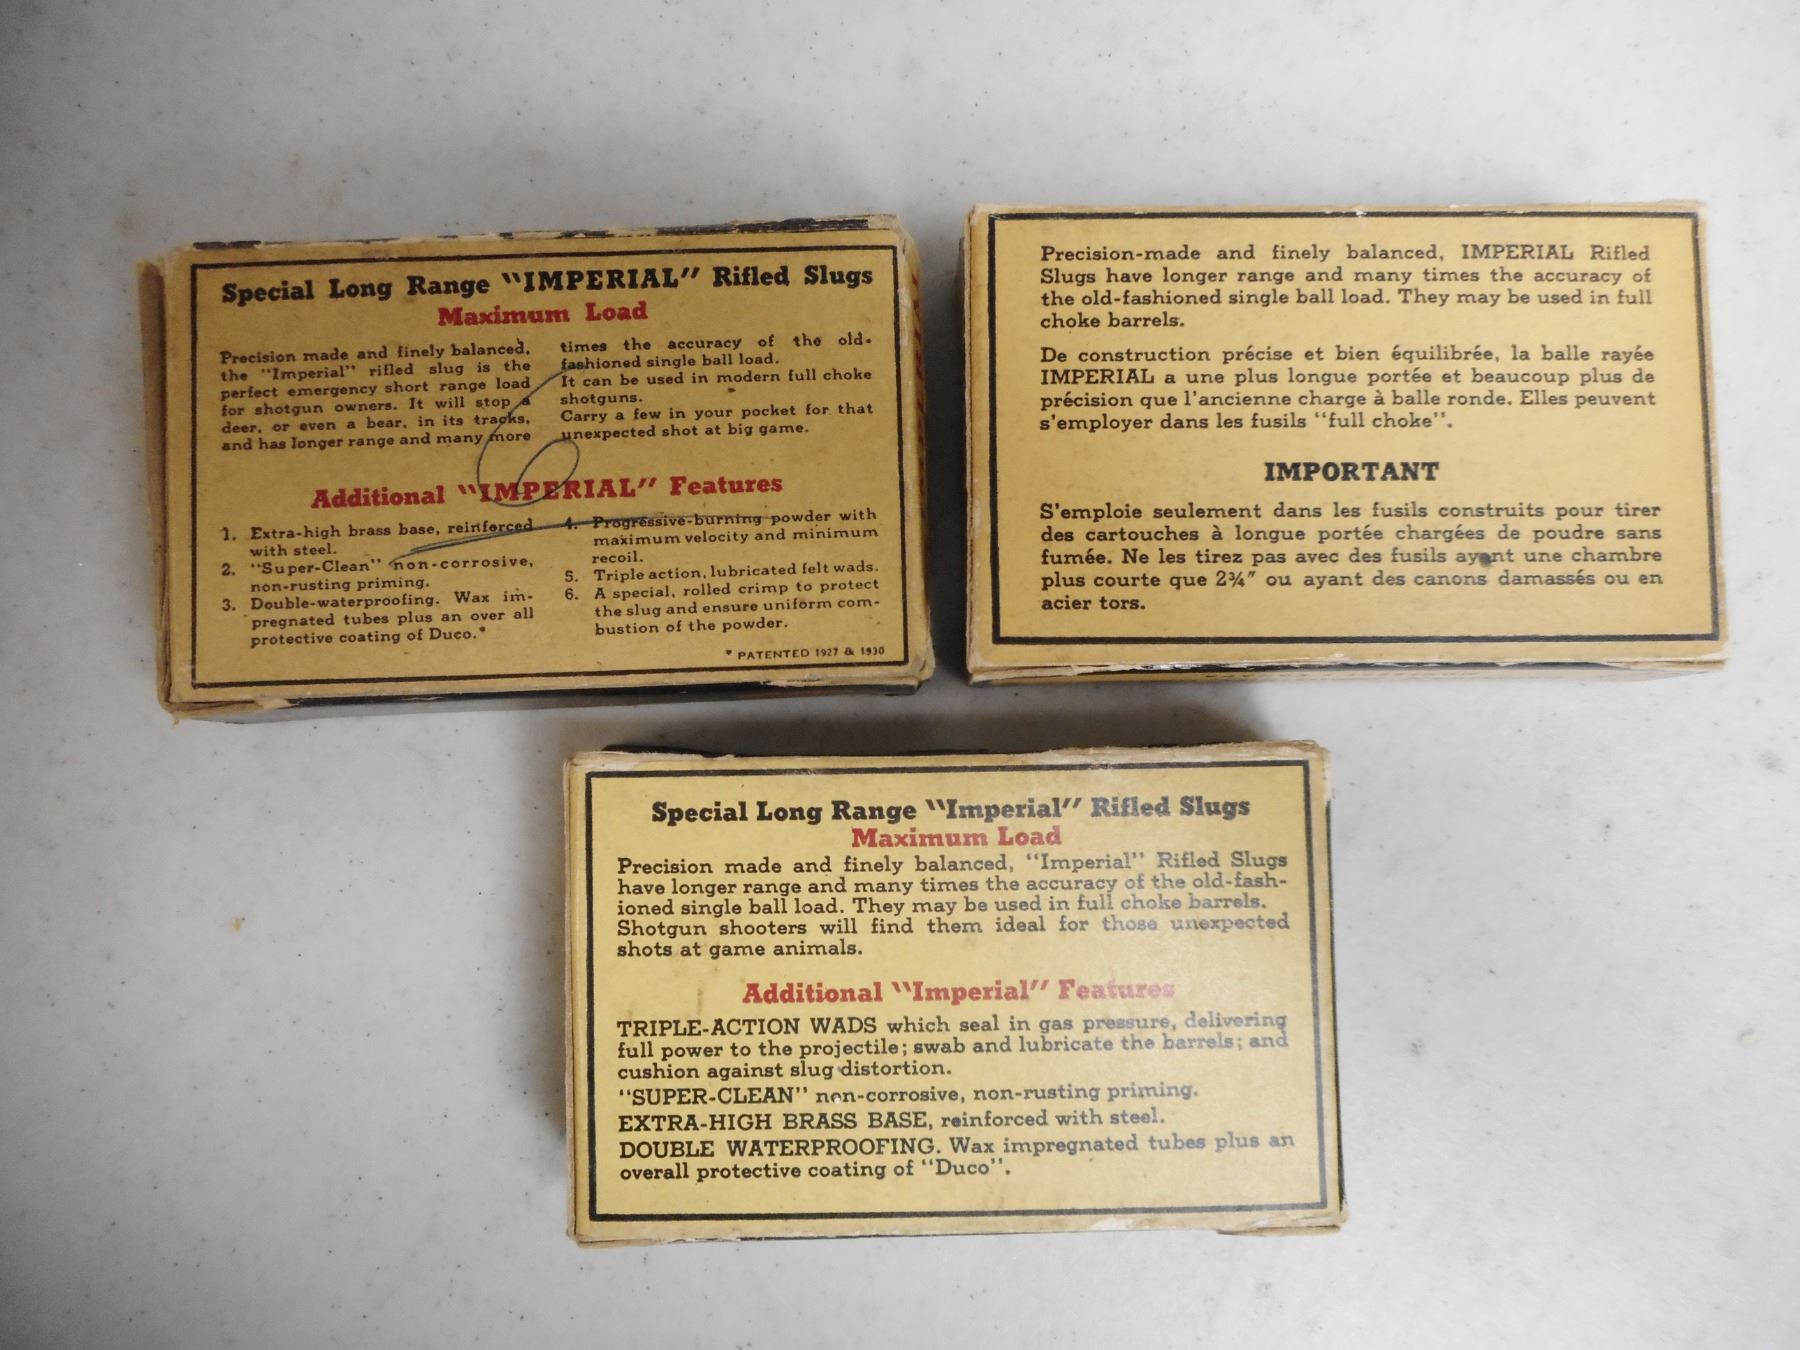 Special Long Range "IMPERIAL" Rifled Slugs
Maximum Load
Precision made and finely balanced,
the "Imperial" rifled slug is the
perfect emergency short range load
for shotgun owners. It will stop a
deer, or even a bear, in its tracks,
and has longer range and many more
times the accuracy of the old-
fashioned single ball load.
It can be used in modern full choke
shotguns.
Carry a few in your pocket for that
unexpected shot at big game.
Additional "IMPERIAL" Features
1. Extra-high brass base, reinforced
with steel.
2. "Super-Clean" non-corrosive,
non-rusting priming.
3. Double-waterproofing. Wax im-
pregnated tubes plus an over all
protective coating of Duco.*
4. Progressive-burning powder with
maximum velocity and minimum
recoil.
5. Triple action, lubricated felt wads.
6. A special, rolled crimp to protect
the slug and ensure uniform com-
bustion of the powder.
* PATENTED 1927 & 1930
Precision-made and finely balanced, IMPERIAL Rifled
Slugs have longer range and many times the accuracy of
the old-fashioned single ball load. They may be used in full
choke barrels.
De construction précise et bien équilibrée, la balle rayée
IMPERIAL a une plus longue portée et beaucoup plus de
précision que l'ancienne charge à balle ronde. Elles peuvent
s'employer dans les fusils "full choke".
IMPORTANT
S'emploie seulement dans les fusils construits pour tirer
des cartouches à longue portée chargées de poudre sans
fumée. Ne les tirez pas avec des fusils ayant une chambre
plus courte que 2¾" ou ayant des canons damassés ou en
acier tors.
Special Long Range "Imperial" Rifled Slugs
Maximum Load
Precision made and finely balanced, "Imperial" Rifled Slugs
have longer range and many times the accuracy of the old-fash-
ioned single ball load. They may be used in full choke barrels.
Shotgun shooters will find them ideal for those unexpected
shots at game animals.
Additional "Imperial" Features
TRIPLE-ACTION WADS which seal in gas pressure, delivering
full power to the projectile; swab and lubricate the barrels; and
cushion against slug distortion.
"SUPER-CLEAN" non-corrosive, non-rusting priming.
EXTRA-HIGH BRASS BASE, reinforced with steel.
DOUBLE WATERPROOFING. Wax impregnated tubes plus an
overall protective coating of "Duco".